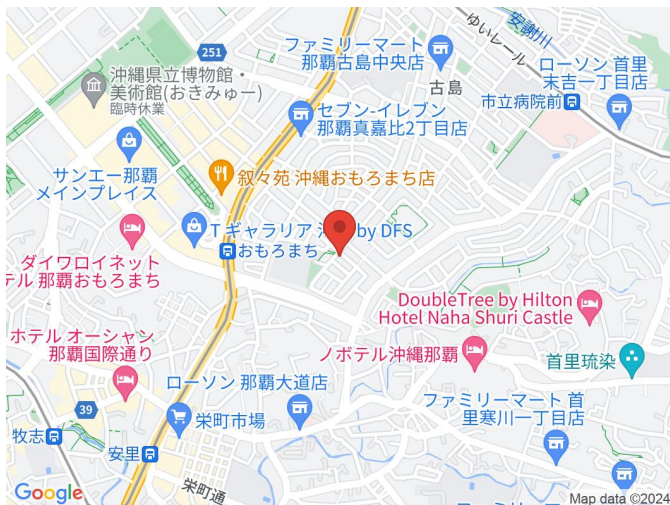 安謝川
ゆいレール
251
ファミリーマート
那覇古島中央店
古島
ローソン 首里
末吉一丁目店
沖縄県立博物館・
美術館(おきみゅー)
臨時休業
市立病院前
セブン-イレブン
那覇真嘉比2丁目店
サンエー那覇
メインプレイス
叙々苑 沖縄おもろまち店
Tギャラリア 沖 by DFS
おもろまち
ダイワロイネット
テル 那覇おもろまち
DoubleTree by Hilton
Hotel Naha Shuri Castle
ホテル オーシャン
那覇国際通り
ノボテル沖縄那覇
首里琉染
ローソン 那覇大道店
39
栄町市場
ファミリーマート 首
里寒川一丁目店
牧志
安里
栄町通
Google
Map data ©2024